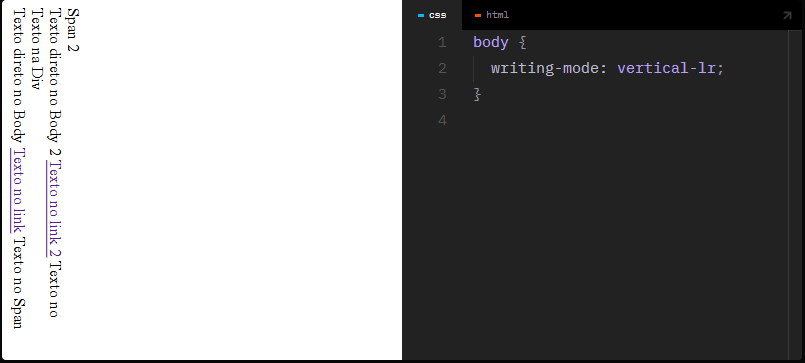 Texto direto no Body Texto no link Texto no Span
Texto na Div
Texto direto no Body 2 Texto no link 2 Texto no
Span 2
css
html
1 body {
2 writing-mode: vertical-lr;
3 }
4